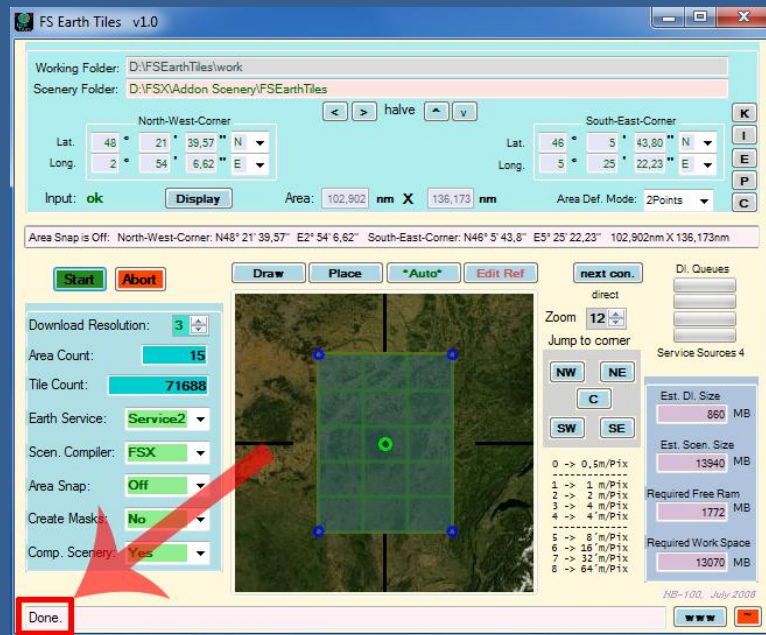 FS Earth Tiles v1.0
Working Folder: D:\FSEarthTiles\work
Scenery Folder: D:\FSX\Addon Scenery\FSEarthTiles
< > halve ^ v
North-West-Corner South-East-Corner
Lat. 48 ° 21 ' 39,57 " N Lat. 46 ° 5 ' 43,80 " N
Long. 2 ° 54 ' 6,62 " E Long. 5 ° 25 ' 22,23 " E
K
I
E
P
C
Input: ok Display Area: 102,902 nm X 136,173 nm Area Def. Mode: 2Points
Area Snap is Off: North-West-Corner: N48° 21' 39,57" E2° 54' 6,62" South-East-Corner: N46° 5' 43,8" E5° 25' 22,23" 102,902nm X 136,173nm
Start Abort Draw Place *Auto* Edit Ref next con. Dl. Queues
direct
Download Resolution: 3
Area Count: 15
Tile Count: 71688
Earth Service: Service2
Scen. Compiler: FSX
Area Snap: Off
Create Masks: No
Comp. Scenery: Yes
Zoom 12
Jump to corner
NW NE
C
SW SE
0 -> 0,5m/Pix
-------------
1 -> 1 m/Pix
2 -> 2 m/Pix
3 -> 4 m/Pix
4 -> 4´m/Pix
-------------
5 -> 8´m/Pix
6 -> 16´m/Pix
7 -> 32´m/Pix
8 -> 64´m/Pix
Service Sources 4
Est. Dl. Size
860 MB
Est. Scen. Size
13940 MB
Required Free Ram
1772 MB
Required Work Space
13070 MB
HB-100, July 2008
Done. www ~